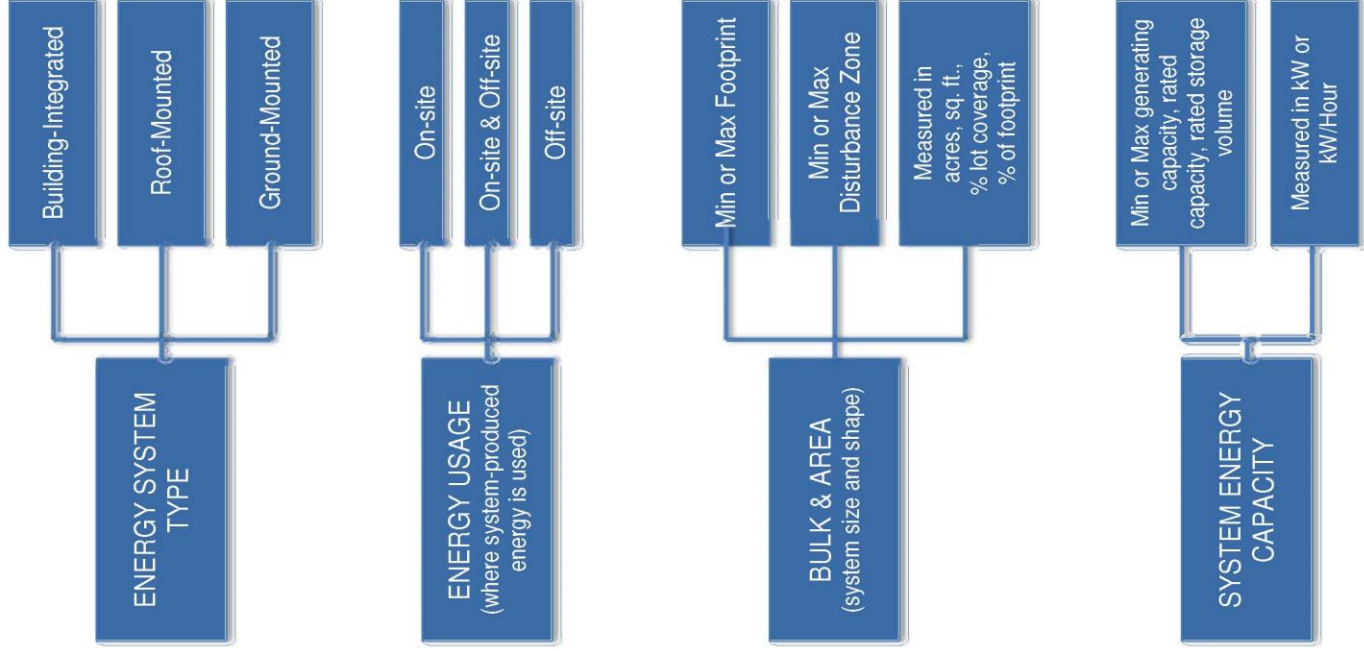 ENERGY SYSTEM
TYPE
Building-Integrated
Roof-Mounted
Ground-Mounted
ENERGY USAGE
(where system-produced
energy is used)
On-site
On-site & Off-site
Off-site
BULK & AREA
(system size and shape)
Min or Max Footprint
Min or Max
Disturbance Zone
Measured in
acres, sq. ft.,
% lot coverage,
% of footprint
SYSTEM ENERGY
CAPACITY
Min or Max generating
capacity, rated
capacity, rated storage
volume
Measured in kW or
kW/Hour